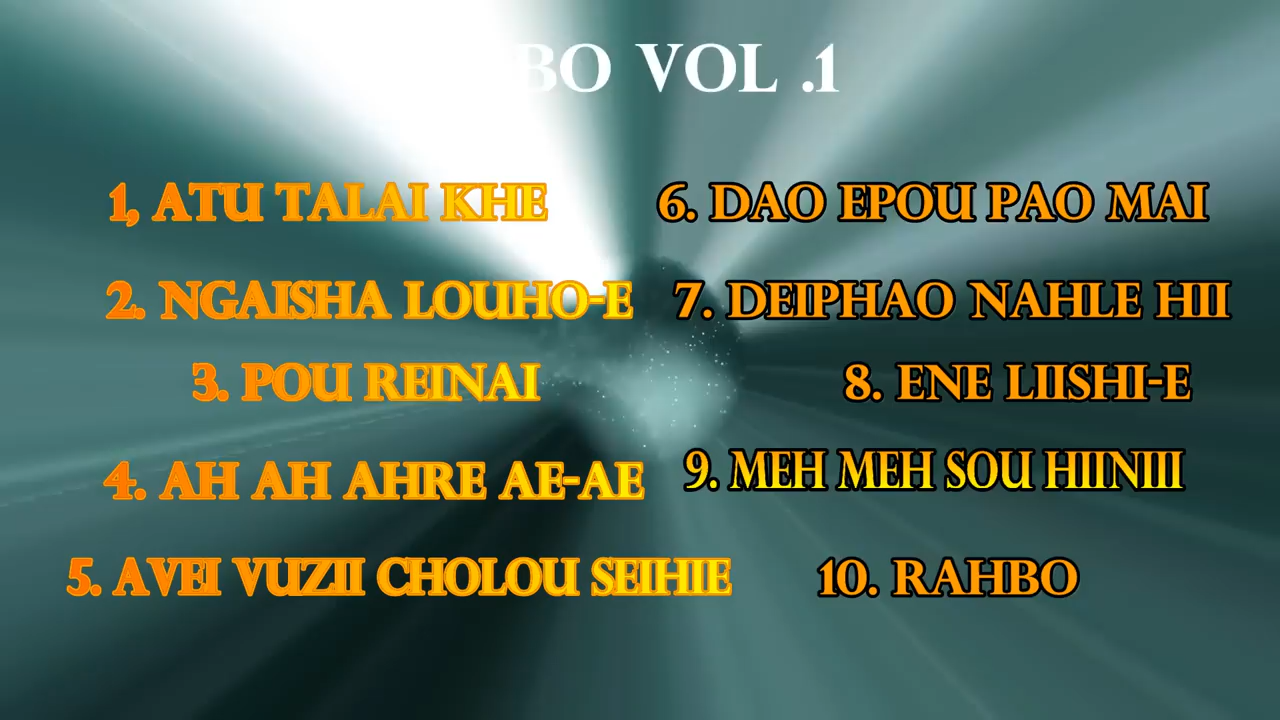 BO VOL .1
1, ATU TALAI KHE
2. NGAISHA LOUHO-E
3. POU REINAI
4. AH AH AHRE AE-AE
5. AVEI VUZII CHOLOU SEIHIE
6. DAO EPOU PAO MAI
7. DEIPHAO NAHLE HII
8. ENE LIISHI-E
9. MEH MEH SOU HIINIII
10. RAHBO